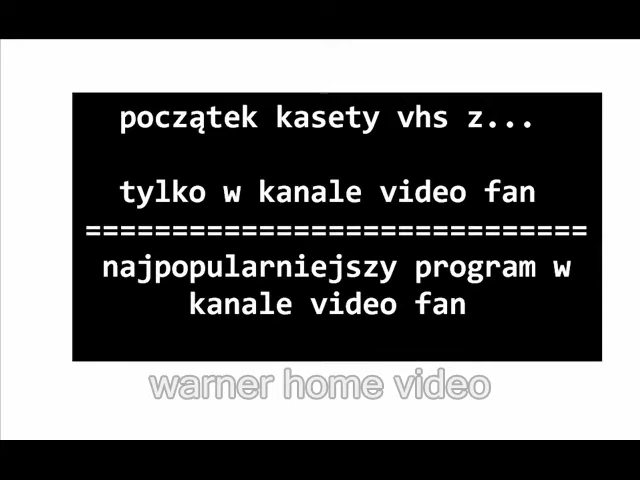 początek kasety vhs z...
tylko w kanale video fan
=============================
najpopularniejszy program w
kanale video fan
warner home video